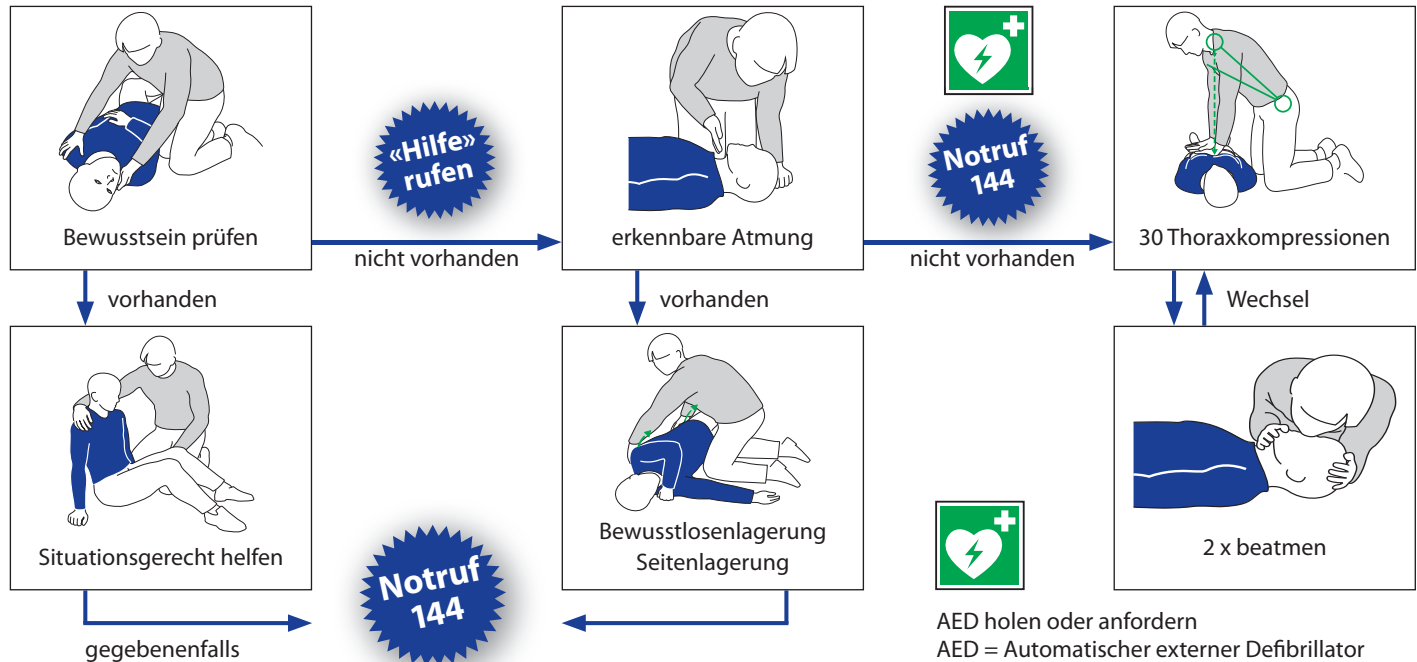 Bewusstsein prüfen
«Hilfe»
rufen
nicht vorhanden
erkennbare Atmung
Notruf
144
nicht vorhanden
30 Thoraxkompressionen
vorhanden
vorhanden
Wechsel
Situationsgerecht helfen
Bewusstlosenlagerung
Seitenlagerung
2 x beatmen
gegebenenfalls
Notruf
144
AED holen oder anfordern
AED = Automatischer externer Defibrillator